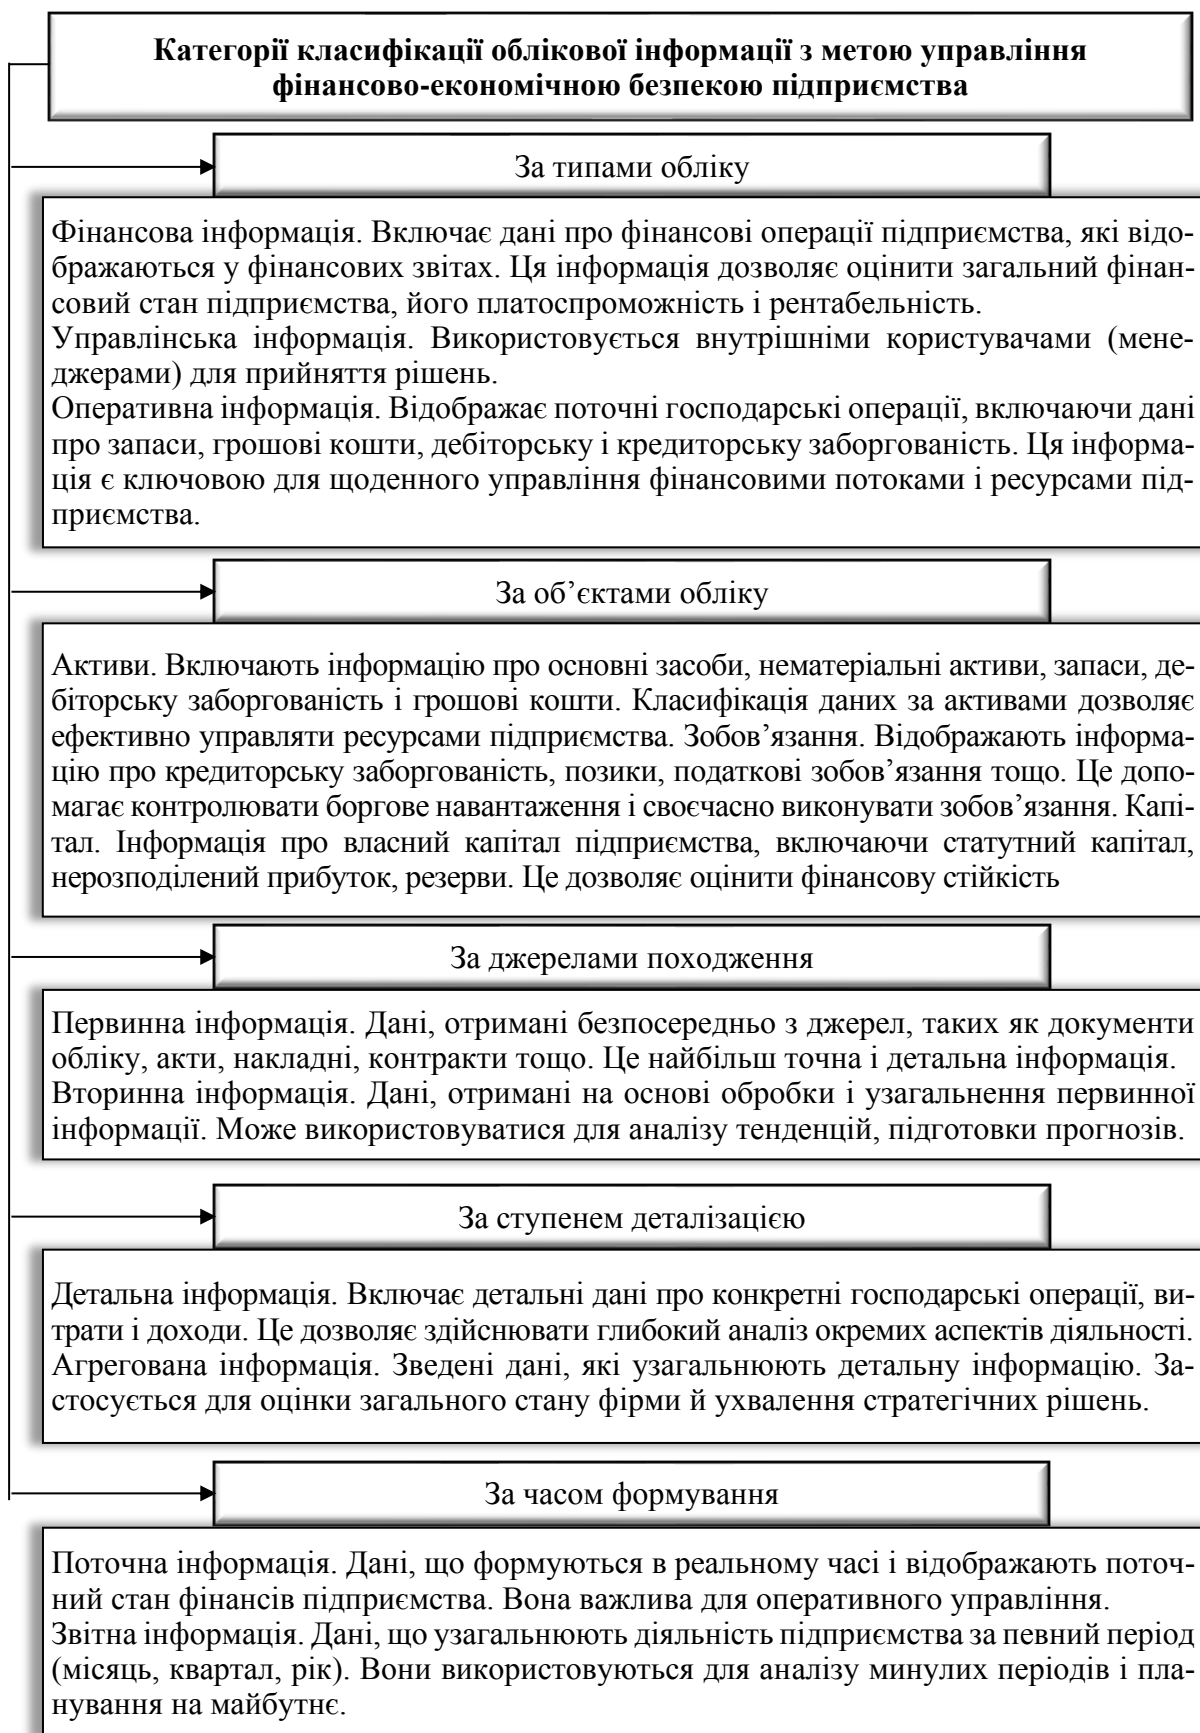 Категорії класифікації облікової інформації з метою управління
фінансово-економічною безпекою підприємства
За типами обліку
Фінансова інформація. Включає дані про фінансові операції підприємства, які відо-
бражаються у фінансових звітах. Ця інформація дозволяє оцінити загальний фінан-
совий стан підприємства, його платоспроможність і рентабельність.
Управлінська інформація. Використовується внутрішніми користувачами (мене-
джерами) для прийняття рішень.
Оперативна інформація. Відображає поточні господарські операції, включаючи дані
про запаси, грошові кошти, дебіторську і кредиторську заборгованість. Ця інформа-
ція є ключовою для щоденного управління фінансовими потоками і ресурсами під-
приємства.
За об’єктами обліку
Активи. Включають інформацію про основні засоби, нематеріальні активи, запаси, де-
біторську заборгованість і грошові кошти. Класифікація даних за активами дозволяє
ефективно управляти ресурсами підприємства. Зобов’язання. Відображають інформа-
цію про кредиторську заборгованість, позики, податкові зобов’язання тощо. Це допо-
магає контролювати боргове навантаження і своєчасно виконувати зобов’язання. Капі-
тал. Інформація про власний капітал підприємства, включаючи статутний капітал,
нерозподілений прибуток, резерви. Це дозволяє оцінити фінансову стійкість
За джерелами походження
Первинна інформація. Дані, отримані безпосередньо з джерел, таких як документи
обліку, акти, накладні, контракти тощо. Це найбільш точна і детальна інформація.
Вторинна інформація. Дані, отримані на основі обробки і узагальнення первинної
інформації. Може використовуватися для аналізу тенденцій, підготовки прогнозів.
За ступенем деталізацією
Детальна інформація. Включає детальні дані про конкретні господарські операції, ви-
трати і доходи. Це дозволяє здійснювати глибокий аналіз окремих аспектів діяльності.
Агрегована інформація. Зведені дані, які узагальнюють детальну інформацію. За-
стосується для оцінки загального стану фірми й ухвалення стратегічних рішень.
За часом формування
Поточна інформація. Дані, що формуються в реальному часі і відображають поточ-
ний стан фінансів підприємства. Вона важлива для оперативного управління.
Звітна інформація. Дані, що узагальнюють діяльність підприємства за певний період
(місяць, квартал, рік). Вони використовуються для аналізу минулих періодів і пла-
нування на майбутнє.